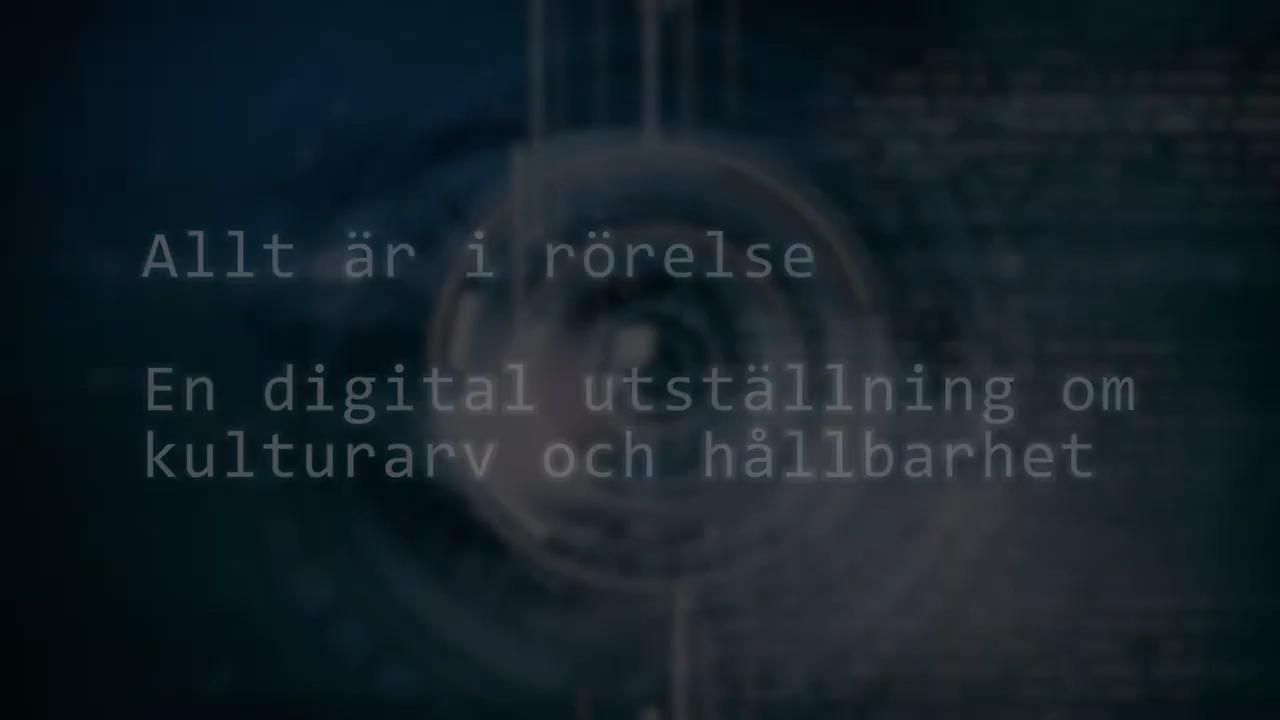 Allt är i rörelse
En digital utställning om
kulturarv och hållbarhet